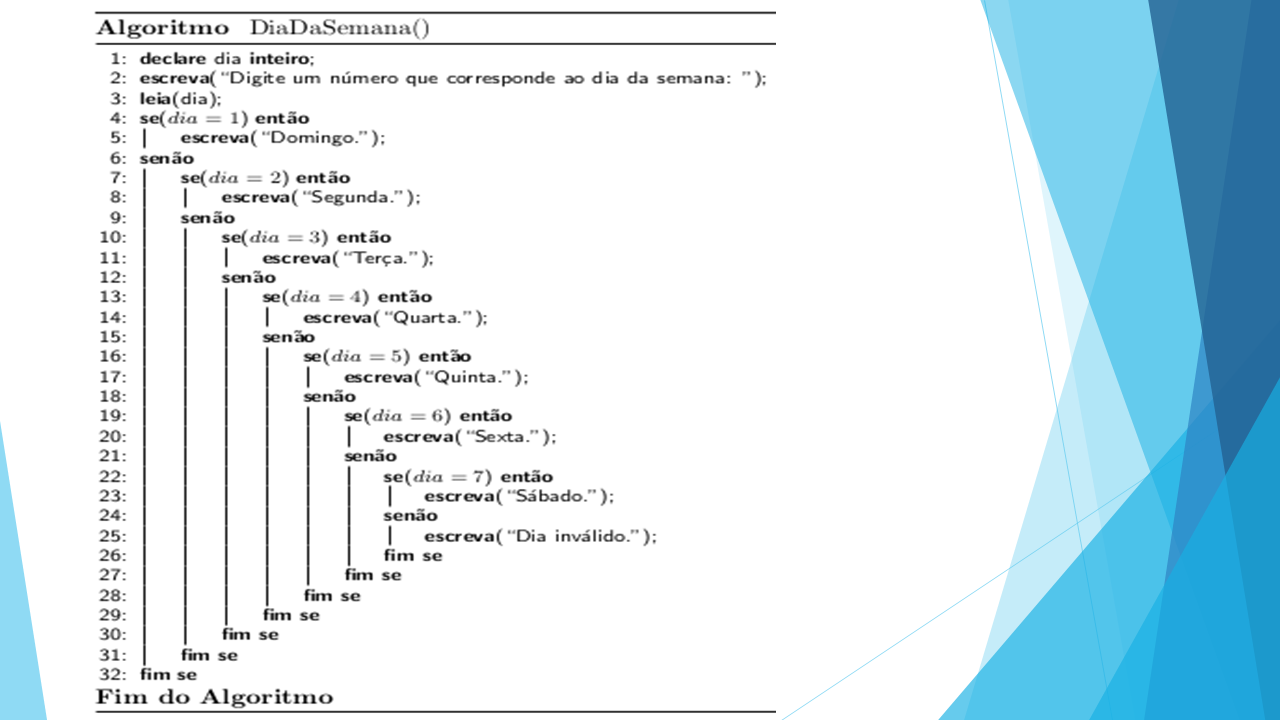 Algoritmo DiaDaSemana()
1: declare dia inteiro;
2: escreva( “Digite um número que corresponde ao dia da semana: ” );
3: leia(dia);
4: se(dia = 1) então
5: escreva( “Domingo.” );
6: senão
7: se(dia = 2) então
8: escreva( “Segunda.” );
9: senão
10: se(dia = 3) então
11: escreva( “Terça.” );
12: senão
13: se(dia = 4) então
14: escreva( “Quarta.” );
15: senão
16: se(dia = 5) então
17: escreva( “Quinta.” );
18: senão
19: se(dia = 6) então
20: escreva( “Sexta.” );
21: senão
22: se(dia = 7) então
23: escreva( “Sábado.” );
24: senão
25: escreva( “Dia inválido.” );
26: fim se
27: fim se
28: fim se
29: fim se
30: fim se
31: fim se
32: fim se
Fim do Algoritmo